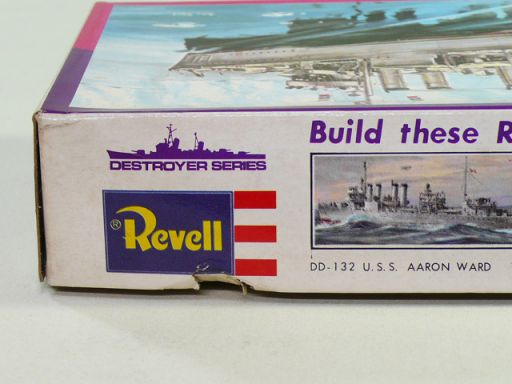 Build these R
DESTROYER SERIES
Revell
DD-132 U.S.S. AARON WARD